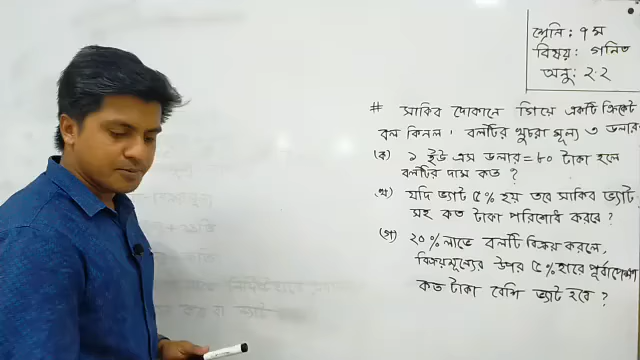 শ্রেনি: ৭ম
বিষয়: গনিত
অনু: ২.২
# সাকিব দোকানে গিয়ে একটি ক্রিকেট
বল কিনল। বলটির খুচরা মূল্য ৩ ডলার
(ক) ১ ইউ এস ডলার = ৮০ টাকা হলে
বলটির দাম কত ?
(খ) যদি ভ্যাট ৫% হয় তবে সাকিব ভ্যাট
সহ কত টাকা পরিশোধ করবে ?
(গ) ২০% লাভে বলটি বিক্রয় করলে,
বিক্রয়মূল্যের উপর ৫% হারে পূর্বাপেক্ষা
কত টাকা বেশি ভ্যাট হবে ?